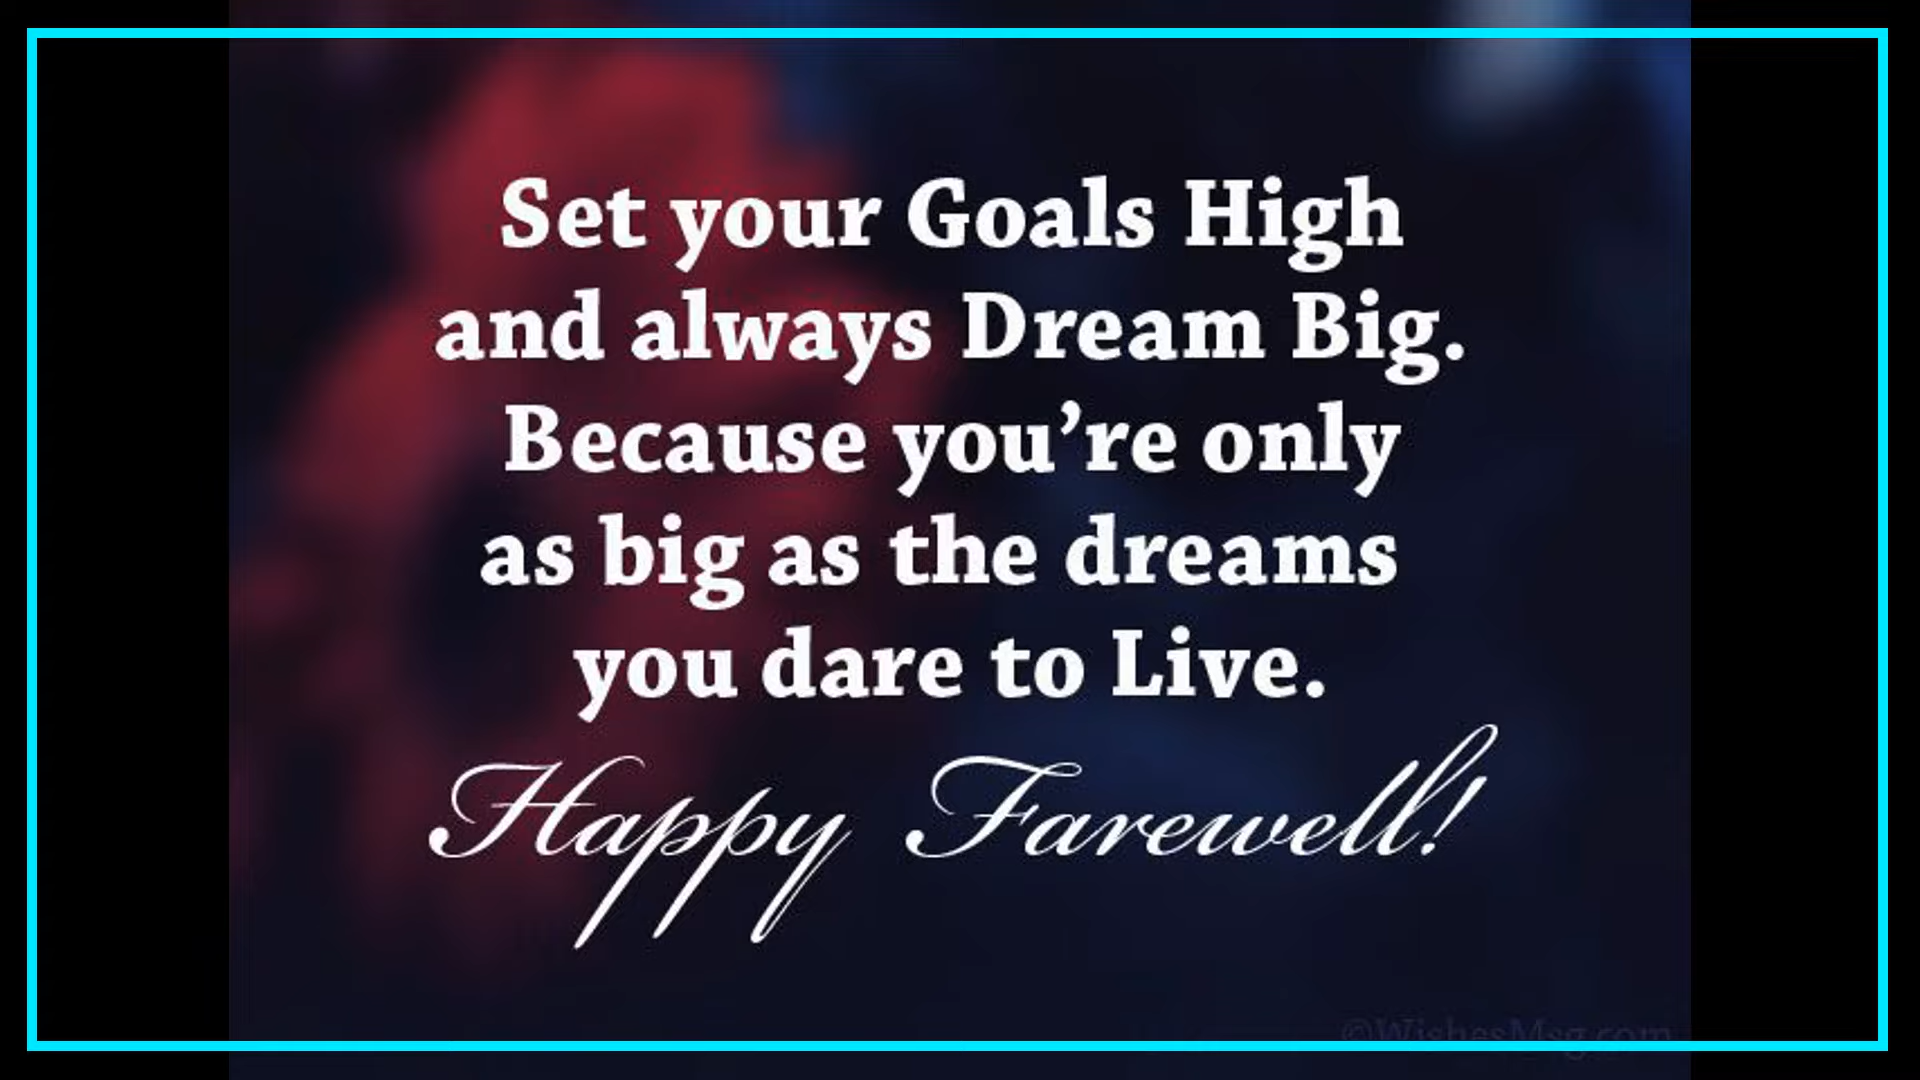 Set your Goals High
and always Dream Big.
Because you’re only
as big as the dreams
you dare to Live.
Happy Farewell!
©WishesMsg.com